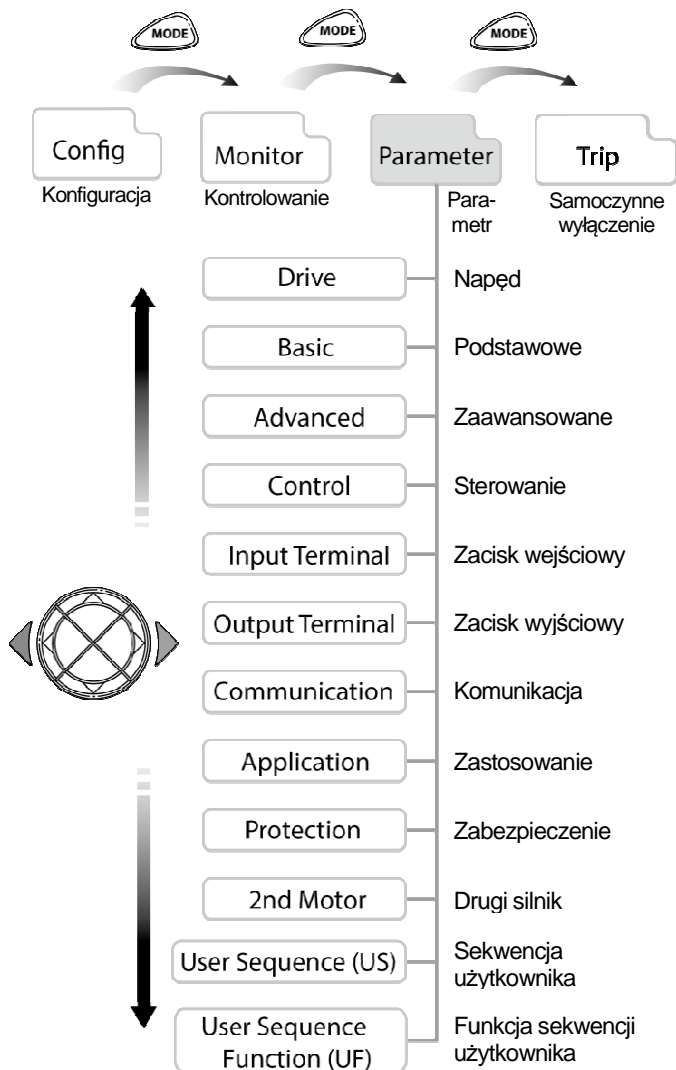 MODE MODE MODE
Config Monitor Parameter Trip
Konfiguracja Kontrolowanie Para- Samoczynne
metr wyłączenie
Drive Napęd
Basic Podstawowe
Advanced Zaawansowane
Control Sterowanie
Input Terminal Zacisk wejściowy
Output Terminal Zacisk wyjściowy
Communication Komunikacja
Application Zastosowanie
Protection Zabezpieczenie
2nd Motor Drugi silnik
User Sequence (US) Sekwencja
użytkownika
User Sequence Funkcja sekwencji
Function (UF) użytkownika